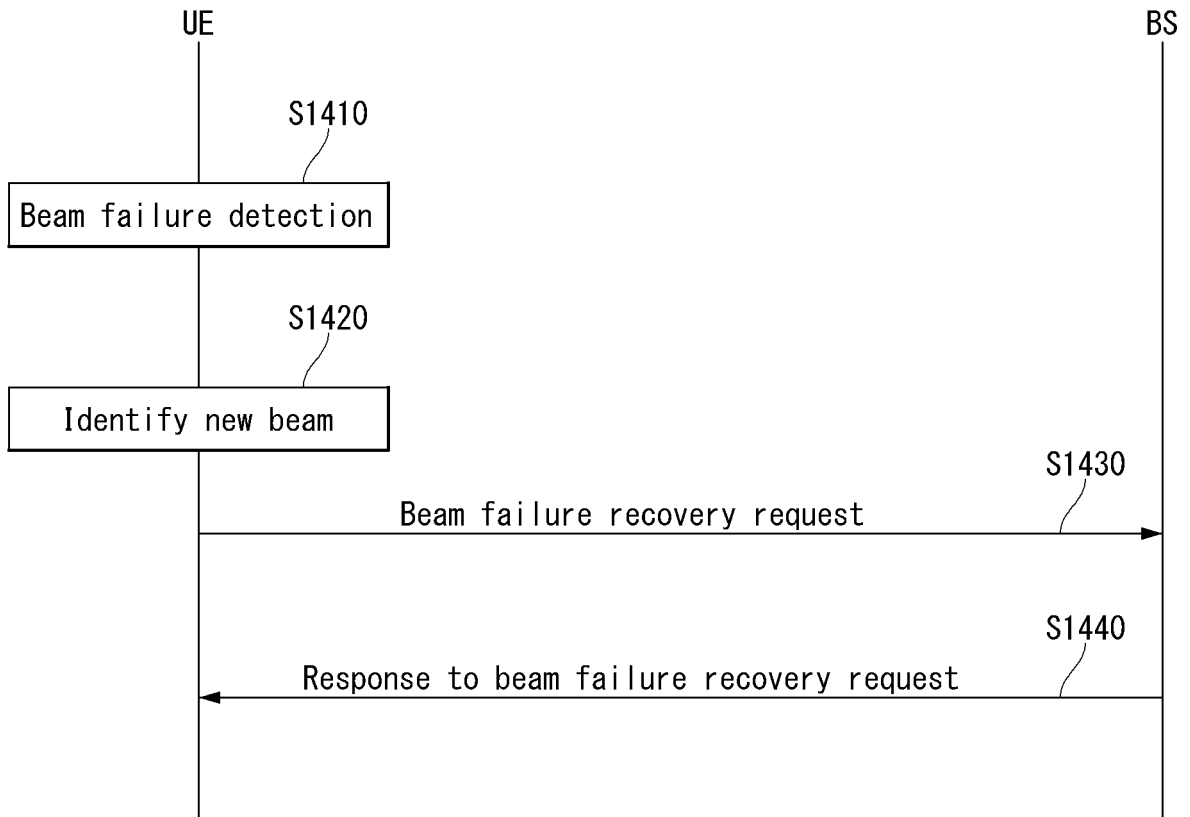 UE
BS
S1410
Beam failure detection
S1420
Identify new beam
S1430
Beam failure recovery request
S1440
Response to beam failure recovery request